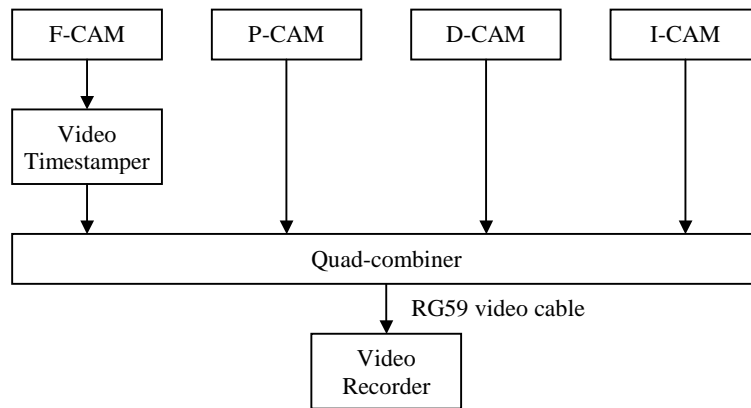 F-CAM
P-CAM
D-CAM
I-CAM
Video
Timestamper
Quad-combiner
RG59 video cable
Video
Recorder